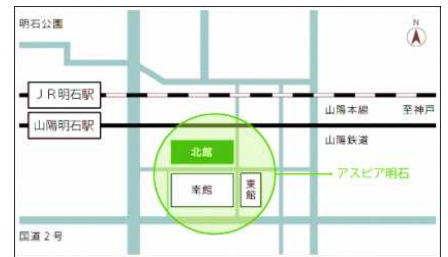 明石公園
N
JR明石駅
山陽本線 至神戸
山陽明石駅
山陽鉄道
北館
アスピア明石
南館
東館
国道2号